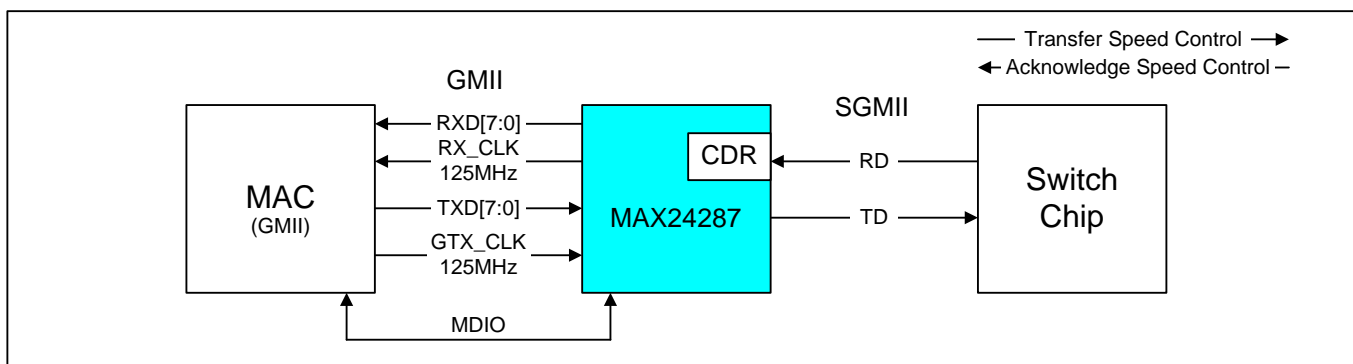 Transfer Speed Control
Acknowledge Speed Control
GMII
SGMII
RXD[7:0]
RX_CLK
125MHz
TXD[7:0]
GTX_CLK
125MHz
MAC
(GMII)
CDR
MAX24287
RD
TD
Switch
Chip
MDIO